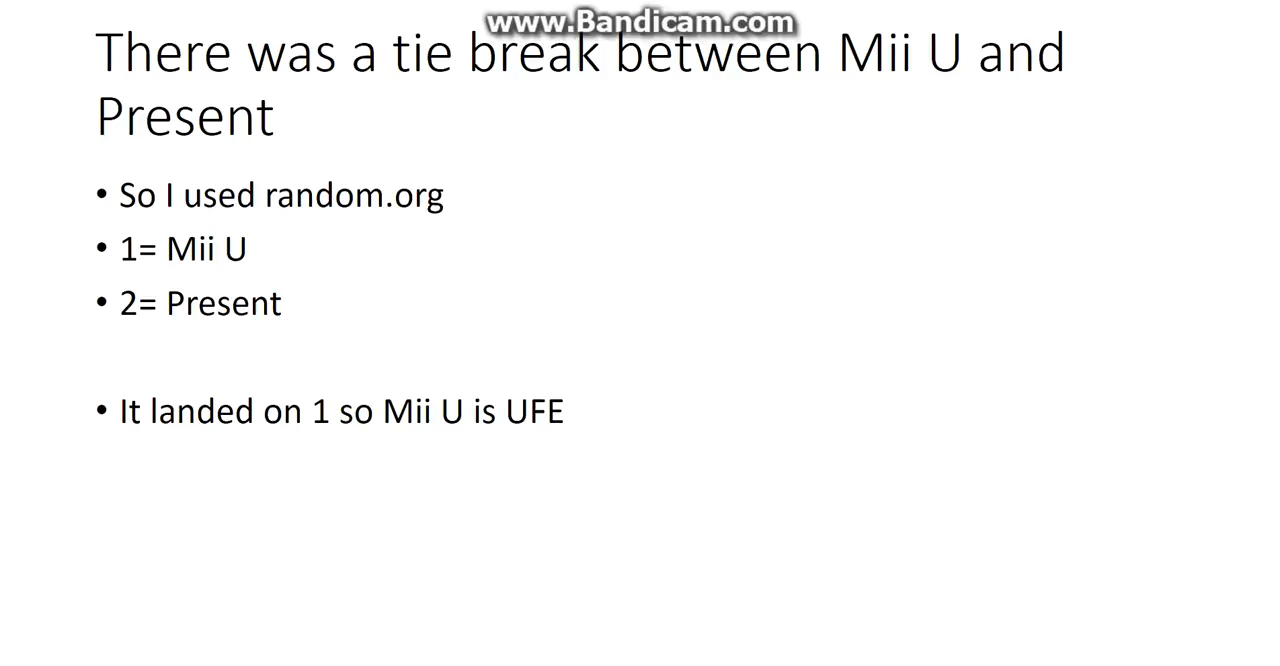 www.Bandicam.com
There was a tie break between Mii U and
Present
• So I used random.org
• 1= Mii U
• 2= Present
• It landed on 1 so Mii U is UFE